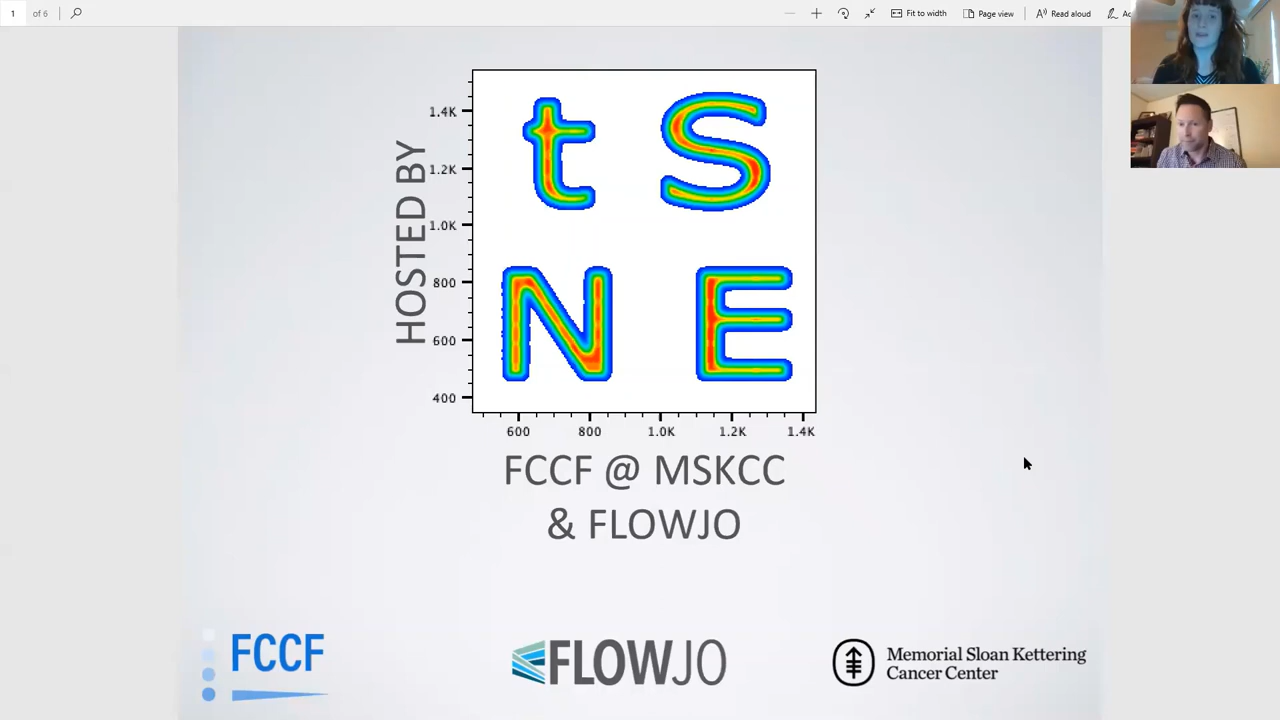 1 of 6
Fit to width
Page view
Read aloud
t S
N E
HOSTED BY
1.4K
1.2K
1.0K
800
600
400
600 800 1.0K 1.2K 1.4K
FCCF @ MSKCC
& FLOWJO
FCCF
FLOWJO
Memorial Sloan Kettering
Cancer Center